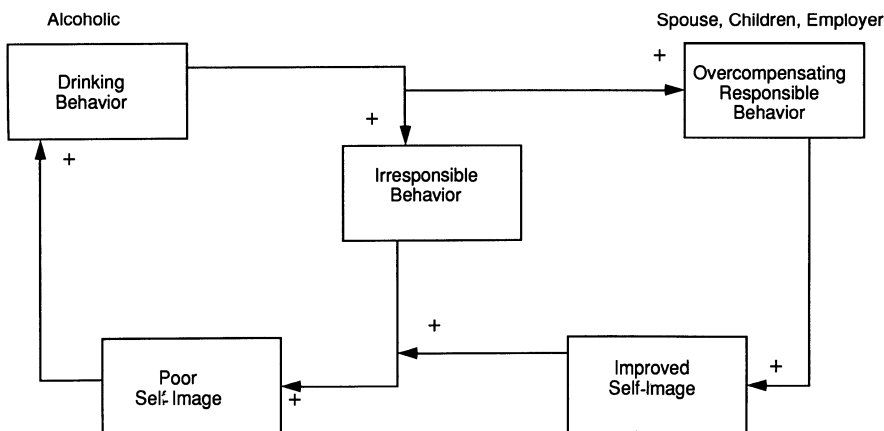 Alcoholic
Spouse, Children, Employer
Drinking
Behavior
+
Overcompensating
Responsible
Behavior
+
+
Irresponsible
Behavior
+
Poor
Self-Image
+
Improved
Self-Image
+
+